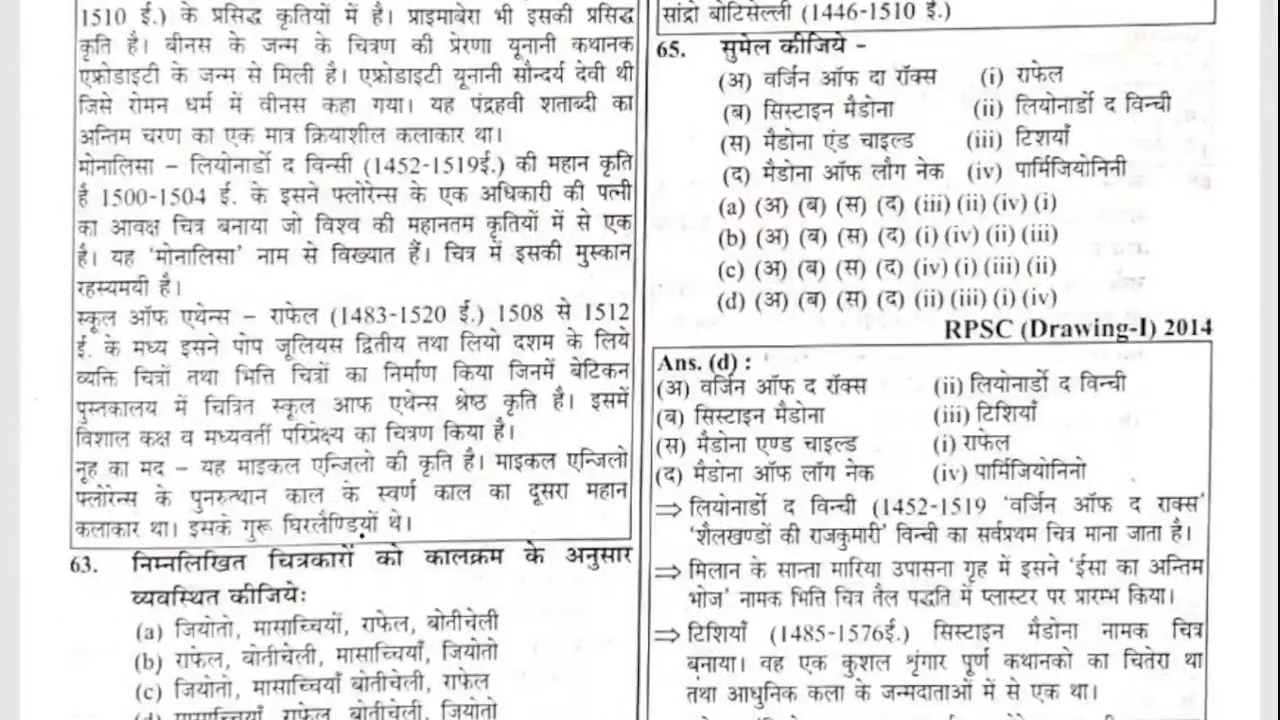 1510 ई.) के प्रसिद्ध कृतियों में है। प्राइमाबेरा भी इसकी प्रसिद्ध
कृति है। बीनस के जन्म के चित्रण की प्रेरणा यूनानी कथानक
एफ्रोडाइटी के जन्म से मिली है। एफ्रोडाइटी यूनानी सौन्दर्य देवी थी
जिसे रोमन धर्म में वीनस कहा गया। यह पंद्रहवी शताब्दी का
अन्तिम चरण का एक मात्र क्रियाशील कलाकार था।
मोनालिसा – लियोनार्डो द विन्सी (1452-1519ई.) की महान कृति
है 1500-1504 ई. के इसने फ्लोरेन्स के एक अधिकारी की पत्नी
का आवक्ष चित्र बनाया जो विश्व की महानतम कृतियों में से एक
है। यह 'मोनालिसा' नाम से विख्यात हैं। चित्र में इसकी मुस्कान
रहस्यमयी है।
स्कूल ऑफ एथेन्स – राफेल (1483-1520 ई.) 1508 से 1512
ई. के मध्य इसने पोप जूलियस द्वितीय तथा लियो दशम के लिये
व्यक्ति चित्रों तथा भित्ति चित्रों का निर्माण किया जिनमें बेटिकन
पुस्तकालय में चित्रित स्कूल आफ एथेन्स श्रेष्ठ कृति है। इसमें
विशाल कक्ष व मध्यवर्ती परिप्रेक्ष्य का चित्रण किया है।
नूह का मद – यह माइकल एन्जिलो की कृति है। माइकल एन्जिलो
फ्लोरेन्स के पुनरुत्थान काल के स्वर्ण काल का दूसरा महान
कलाकार था। इसके गुरू घिरलैण्ड़ियों थे।
63. निम्नलिखित चित्रकारों को कालक्रम के अनुसार
व्यवस्थित कीजियेः
(a) जियोतो, मासाच्चियों, राफेल, बोतीचेली
(b) राफेल, बोतीचेली, मासाच्चियाँ, जियोतो
(c) जियोतो, मासाच्चियाँ बोतीचेली, राफेल
(d) मासाच्चियाँ राफेल बोतीचेली, जियोतो
सांद्रो बोटिसेल्ली (1446-1510 ई.)
65. सुमेल कीजिये -
(अ) वर्जिन ऑफ दा रॉक्स (i) राफेल
(ब) सिस्टाइन मैडोना (ii) लियोनार्डो द विन्ची
(स) मैडोना एंड चाइल्ड (iii) टिशयाँ
(द) मैडोना ऑफ लौग नेक (iv) पार्मिजियोनिनी
(a) (अ) (ब) (स) (द) (iii) (ii) (iv) (i)
(b) (अ) (ब) (स) (द) (i) (iv) (ii) (iii)
(c) (अ) (ब) (स) (द) (iv) (i) (iii) (ii)
(d) (अ) (ब) (स) (द) (ii) (iii) (i) (iv)
RPSC (Drawing-I) 2014
Ans. (d) :
(अ) वर्जिन ऑफ द रॉक्स (ii) लियोनार्डो द विन्ची
(ब) सिस्टाइन मैडोना (iii) टिशियाँ
(स) मैडोना एण्ड चाइल्ड (i) राफेल
(द) मैडोना ऑफ लॉग नेक (iv) पार्मिजियोनिनो
⇒ लियोनार्डो द विन्ची (1452-1519 'वर्जिन ऑफ द राक्स'
'शैलखण्डों की राजकुमारी' विन्ची का सर्वप्रथम चित्र माना जाता है।
⇒ मिलान के सान्ता मारिया उपासना गृह में इसने 'ईसा का अन्तिम
भोज' नामक भित्ति चित्र तैल पद्धति में प्लास्टर पर प्रारम्भ किया।
⇒ टिशियाँ (1485-1576ई.) सिस्टाइन मैडोना नामक चित्र
बनाया। वह एक कुशल शृंगार पूर्ण कथानको का चितेरा था
तथा आधुनिक कला के जन्मदाताओं में से एक था।